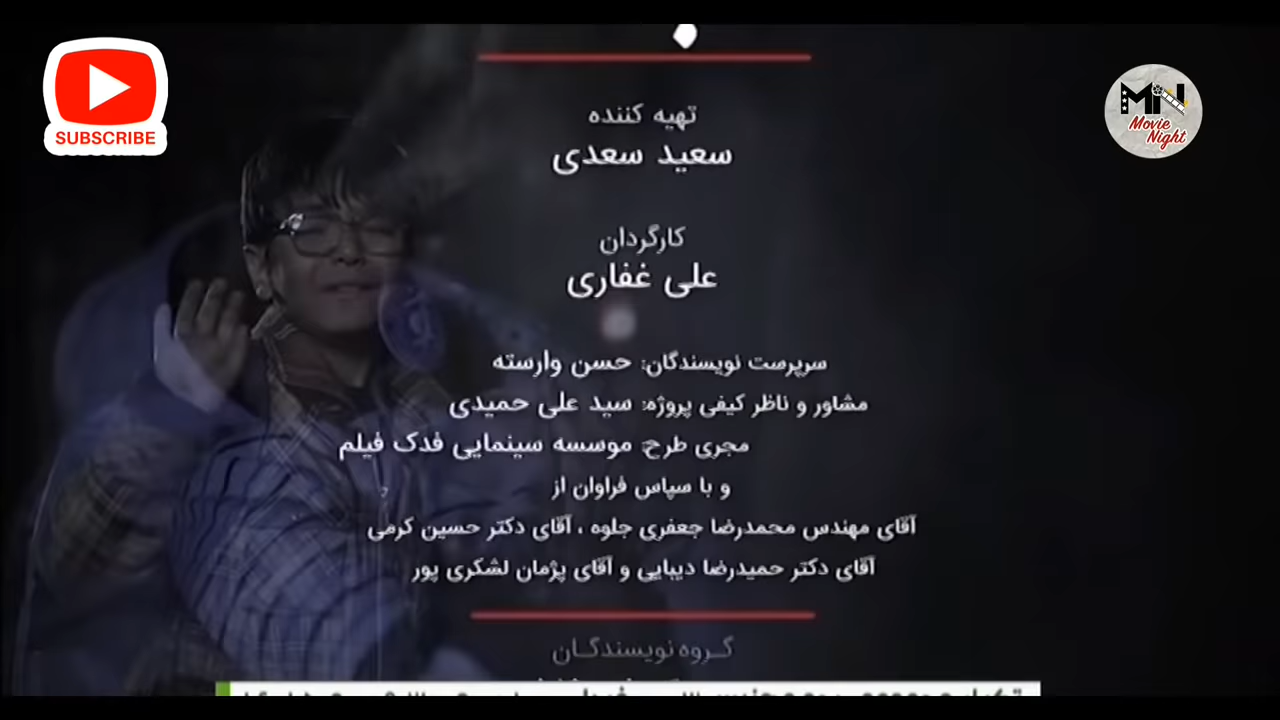 SUBSCRIBE
MN
Movie
Night
تهیه کننده
سعید سعدی
کارگردان
علی غفاری
سرپرست نویسندگان: حسن وارسته
مشاور و ناظر کیفی پروژه: سید علی حمیدی
مجری طرح: موسسه سینمایی فدک فیلم
و با سپاس فراوان از
آقای مهندس محمدرضا جعفری جلوه ، آقای دکتر حسین کرمی
آقای دکتر حمیدرضا دیبایی و آقای پژمان لشکری پور
گروه نویسندگان